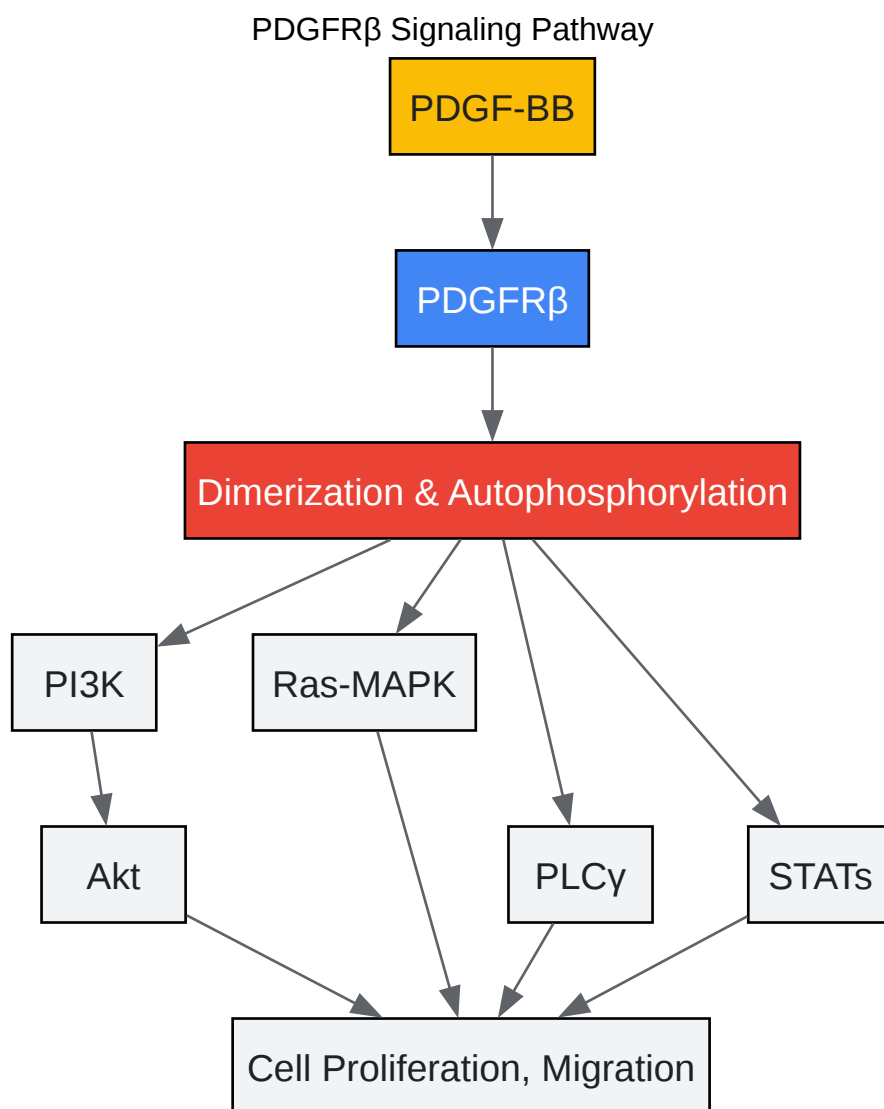 PDGFRβ Signaling Pathway
PDGF-BB
PDGFRβ
Dimerization & Autophosphorylation
PI3K
Ras-MAPK
Akt
PLCγ
STATs
Cell Proliferation, Migration